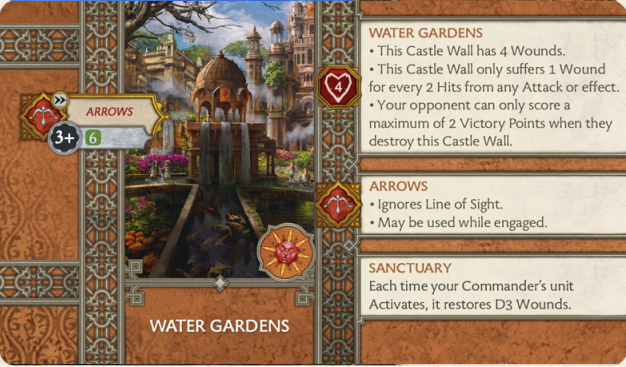 ARROWS
3+
6
WATER GARDENS
4
WATER GARDENS
• This Castle Wall has 4 Wounds.
• This Castle Wall only suffers 1 Wound
for every 2 Hits from any Attack or effect.
• Your opponent can only score a
maximum of 2 Victory Points when they
destroy this Castle Wall.
ARROWS
• Ignores Line of Sight.
• May be used while engaged.
SANCTUARY
Each time your Commander's unit
Activates, it restores D3 Wounds.